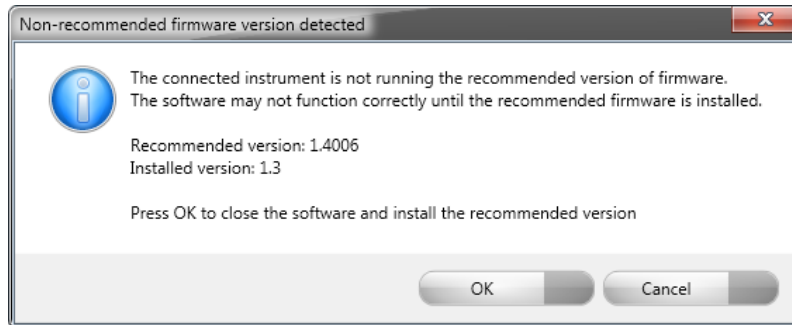 Non-recommended firmware version detected
The connected instrument is not running the recommended version of firmware.
The software may not function correctly until the recommended firmware is installed.
Recommended version: 1.4006
Installed version: 1.3
Press OK to close the software and install the recommended version
OK
Cancel